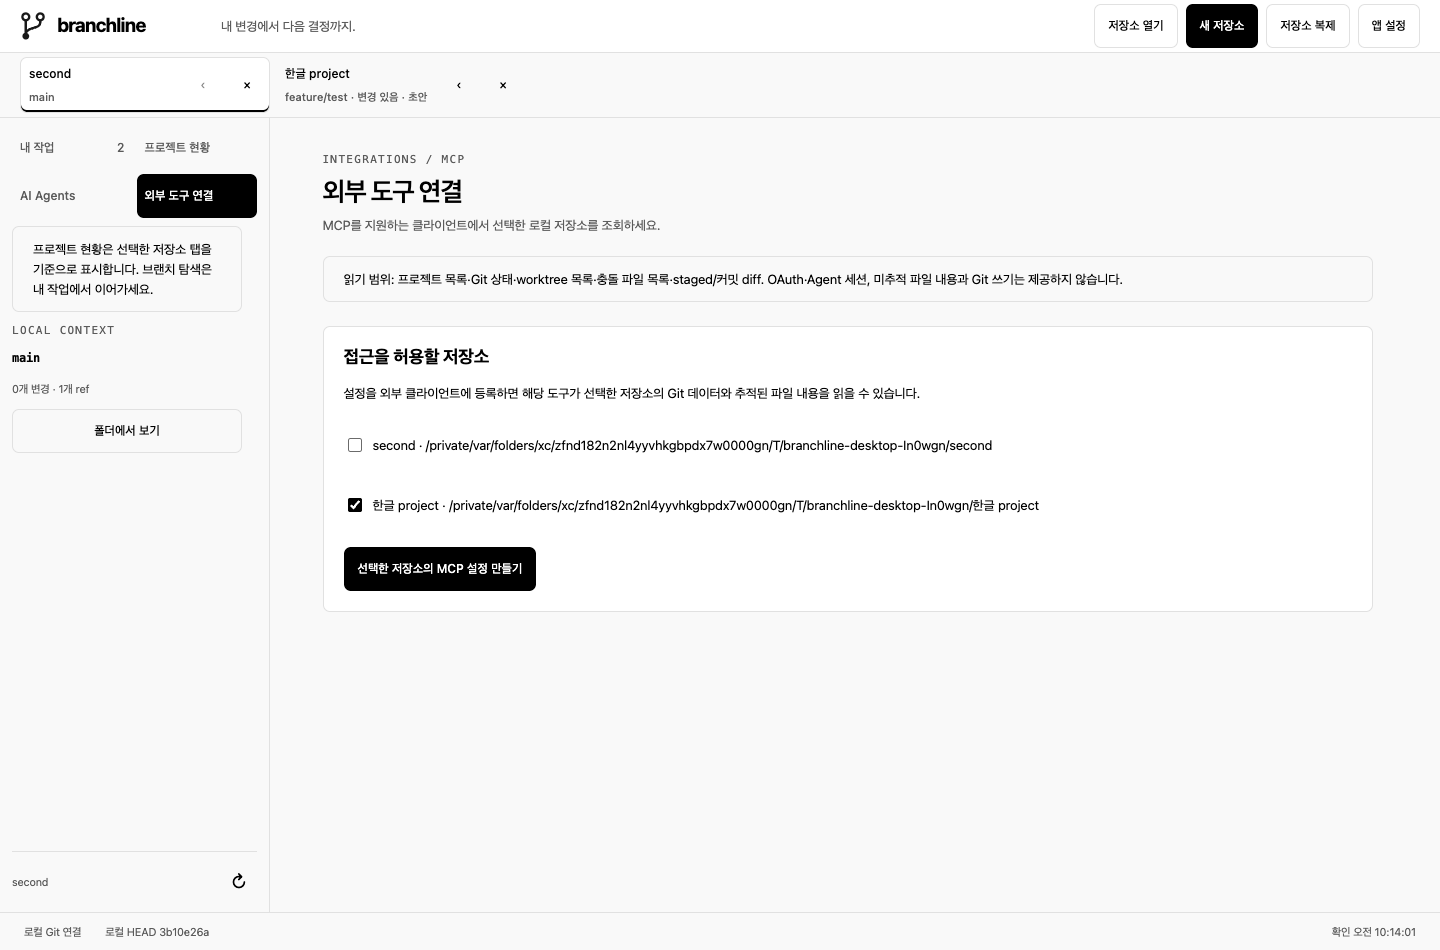 branchline
내 변경에서 다음 결정까지.
저장소 열기
새 저장소
저장소 복제
앱 설정
second
main
‹
×
한글 project
feature/test · 변경 있음 · 초안
‹
×
내 작업
2
프로젝트 현황
AI Agents
외부 도구 연결
프로젝트 현황은 선택한 저장소 탭을
기준으로 표시합니다. 브랜치 탐색은
내 작업에서 이어가세요.
LOCAL CONTEXT
main
0개 변경 · 1개 ref
폴더에서 보기
second
INTEGRATIONS / MCP
외부 도구 연결
MCP를 지원하는 클라이언트에서 선택한 로컬 저장소를 조회하세요.
읽기 범위: 프로젝트 목록·Git 상태·worktree 목록·충돌 파일 목록·staged/커밋 diff. OAuth·Agent 세션, 미추적 파일 내용과 Git 쓰기는 제공하지 않습니다.
접근을 허용할 저장소
설정을 외부 클라이언트에 등록하면 해당 도구가 선택한 저장소의 Git 데이터와 추적된 파일 내용을 읽을 수 있습니다.
second · /private/var/folders/xc/zfnd182n2nl4yyvhkgbpdx7w0000gn/T/branchline-desktop-In0wgn/second
한글 project · /private/var/folders/xc/zfnd182n2nl4yyvhkgbpdx7w0000gn/T/branchline-desktop-In0wgn/한글 project
선택한 저장소의 MCP 설정 만들기
로컬 Git 연결
로컬 HEAD 3b10e26a
확인 오전 10:14:01